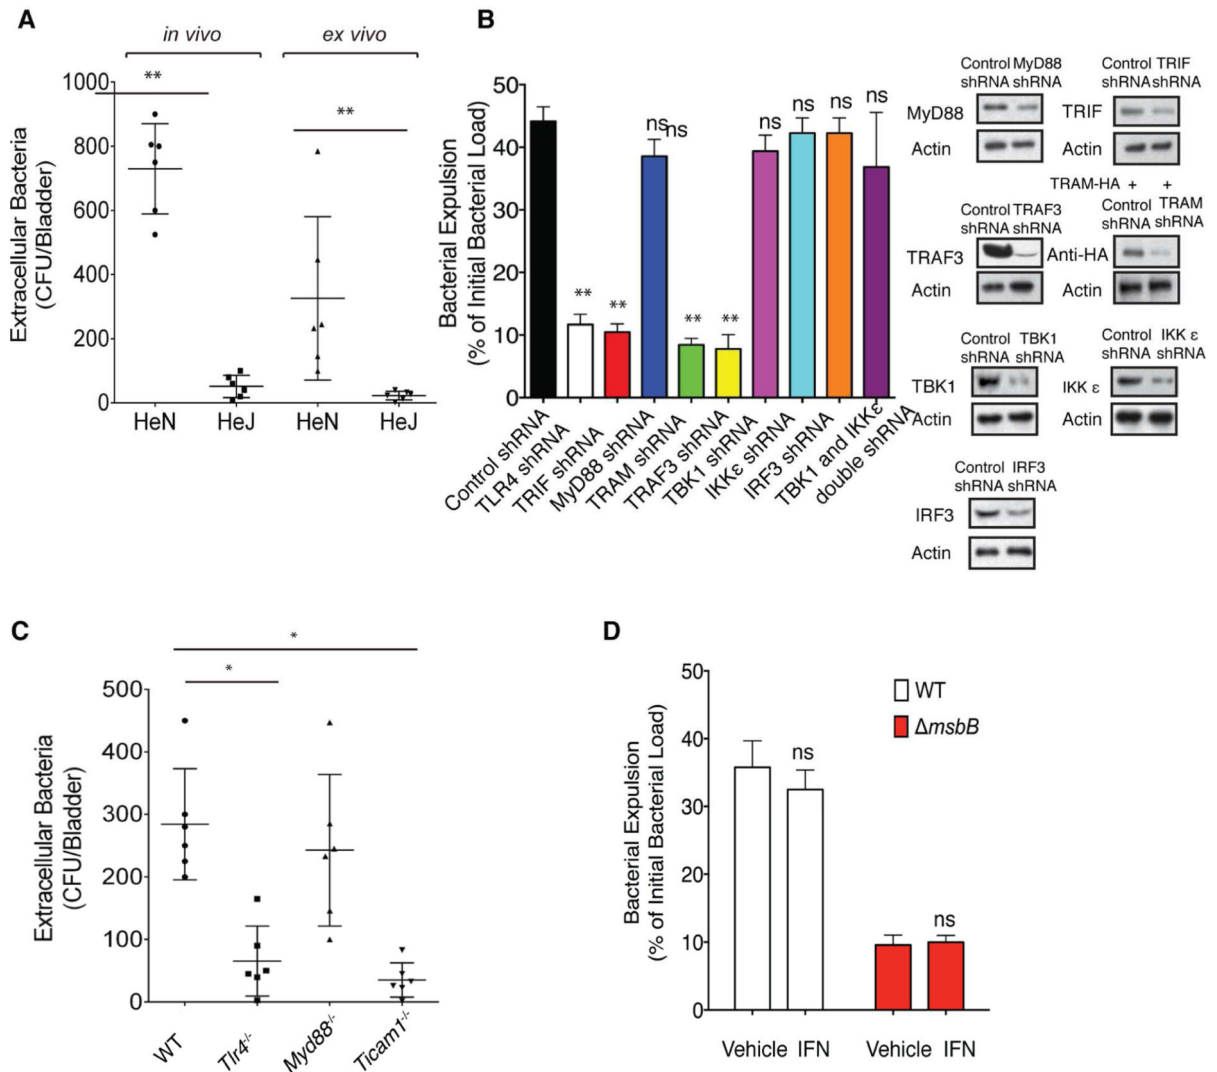 A
in vivo
ex vivo
Extracellular Bacteria
(CFU/Bladder)
1000
800
600
400
200
0
**
**
HeN
HeJ
HeN
HeJ
B
Bacterial Expulsion
(% of Initial Bacterial Load)
50
40
30
20
10
0
**
**
ns
ns
**
**
ns
ns
ns
ns
Control shRNA
TLR4 shRNA
TRIF shRNA
MyD88 shRNA
TRAM shRNA
TRAF3 shRNA
TBK1 shRNA
IKKε shRNA
IRF3 shRNA
TBK1 and IKKε
double shRNA
Control MyD88
shRNA shRNA
MyD88
Actin
Control TRIF
shRNA shRNA
TRIF
Actin
Control TRAF3
shRNA shRNA
TRAF3
Actin
TRAM-HA + +
Control TRAM
shRNA shRNA
Anti-HA
Actin
Control TBK1
shRNA shRNA
TBK1
Actin
Control IKK ε
shRNA shRNA
IKK ε
Actin
Control IRF3
shRNA shRNA
IRF3
Actin
C
Extracellular Bacteria
(CFU/Bladder)
500
400
300
200
100
0
*
*
WT
Tlr4-/-
Myd88-/-
Ticam1-/-
D
Bacterial Expulsion
(% of Initial Bacterial Load)
50
40
30
20
10
0
WT
ΔmsbB
ns
ns
Vehicle IFN
Vehicle IFN